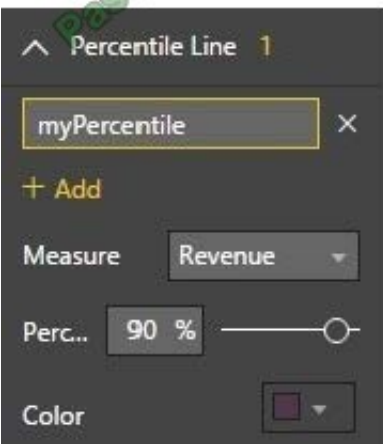 Percentile Line 1
myPercentile
+ Add
Measure Revenue
Perc... 90 %
Color